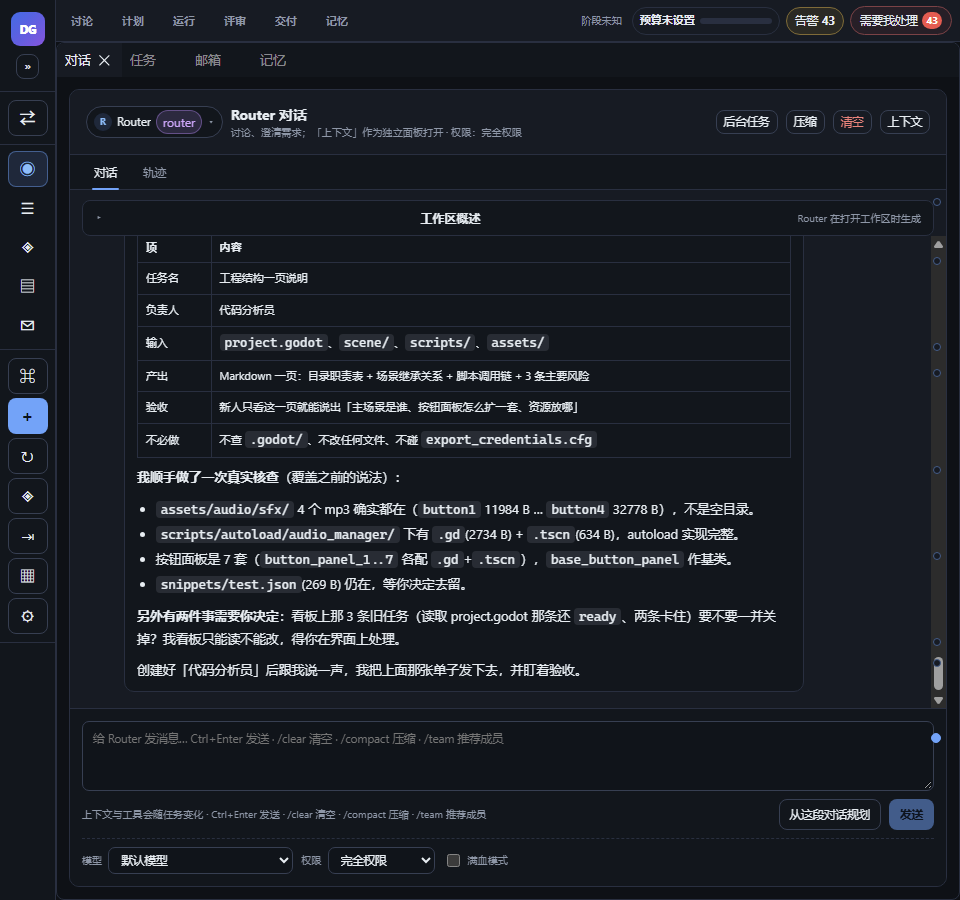 DG
讨论 计划 运行 评审 交付 记忆 阶段未知 预算未设置 告警 43 需要我处理 43
»
对话 任务 邮箱 记忆
R Router router
Router 对话
讨论、澄清需求；「上下文」作为独立面板打开 · 权限：完全权限
后台任务 压缩 清空 上下文
对话 轨迹
工作区概述 Router 在打开工作区时生成
顶 内容
任务名 工程结构一页说明
负责人 代码分析员
输入 project.godot、scene/、scripts/、assets/
产出 Markdown 一页：目录职责表 + 场景继承关系 + 脚本调用链 + 3 条主要风险
验收 新人只看这一页就能说出「主场景是谁、按钮面板怎么扩一套、资源放哪」
不必做 不查 .godot/、不改任何文件、不碰 export_credentials.cfg
我顺手做了一次真实核查（覆盖之前的说法）：
• assets/audio/sfx/ 4 个 mp3 确实都在（button1 11984 B … button4 32778 B），不是空目录。
• scripts/autoload/audio_manager/ 下有 .gd (2734 B) + .tscn (634 B)，autoload 实现完整。
• 按钮面板是 7 套（button_panel_1..7 各配 .gd + .tscn），base_button_panel 作基类。
• snippets/test.json (269 B) 仍在，等你决定去留。
另外有两件事需要你决定：看板上那 3 条旧任务（读取 project.godot 那条还 ready、两条卡住）要不要一并关
掉？我看板只能读不能改，得你在界面上处理。
创建好「代码分析员」后跟我说一声，我把上面那张单子发下去，并盯着验收。
给 Router 发消息... Ctrl+Enter 发送 · /clear 清空 · /compact 压缩 · /team 推荐成员
上下文与工具会随任务变化 · Ctrl+Enter 发送 · /clear 清空 · /compact 压缩 · /team 推荐成员
从这段对话规划 发送
模型 默认模型 权限 完全权限 满血模式